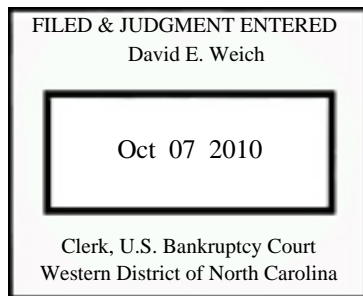 FILED & JUDGMENT ENTERED
David E. Weich
Oct 07 2010
Clerk, U.S. Bankruptcy Court
Western District of North Carolina